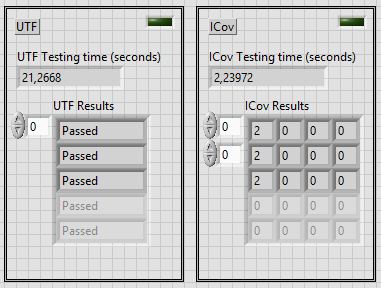 UTF
UTF Testing time (seconds)
21,2668
UTF Results
0
Passed
Passed
Passed
Passed
Passed
ICov
ICov Testing time (seconds)
2,23972
ICov Results
0
0
2 0 0 0
2 0 0 0
2 0 0 0
0 0 0 0
0 0 0 0